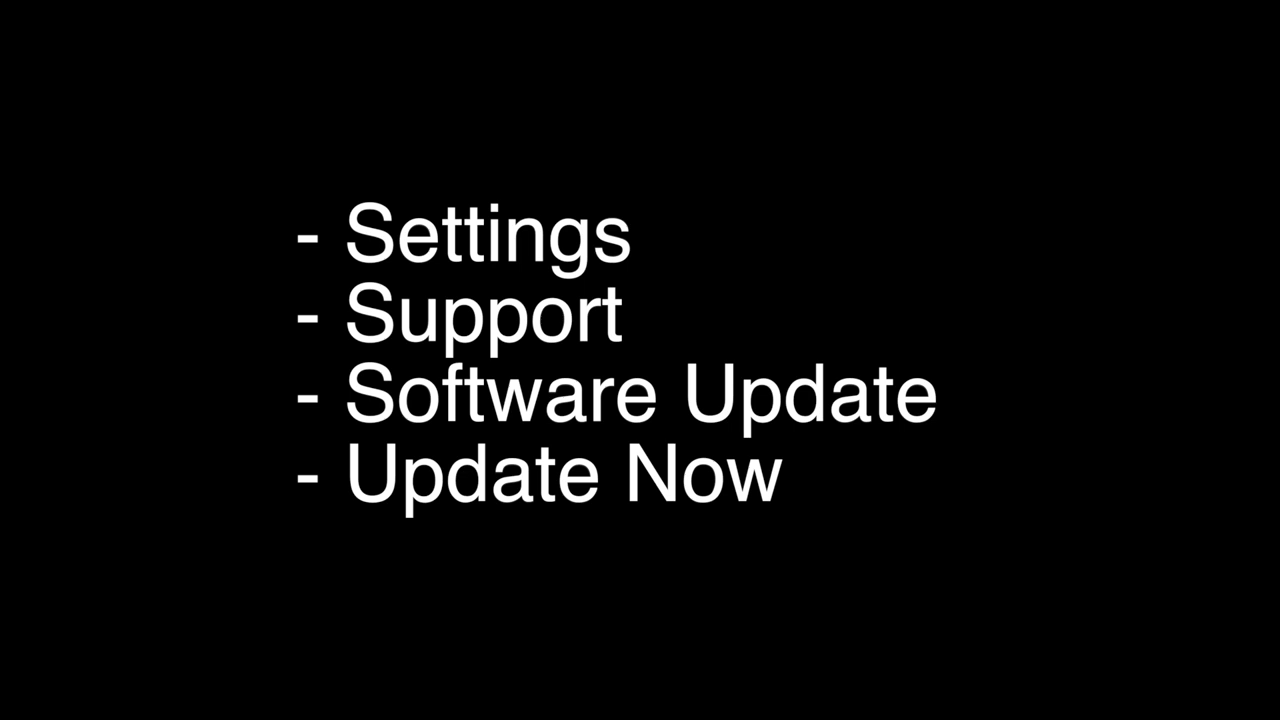 - Settings
- Support
- Software Update
- Update Now